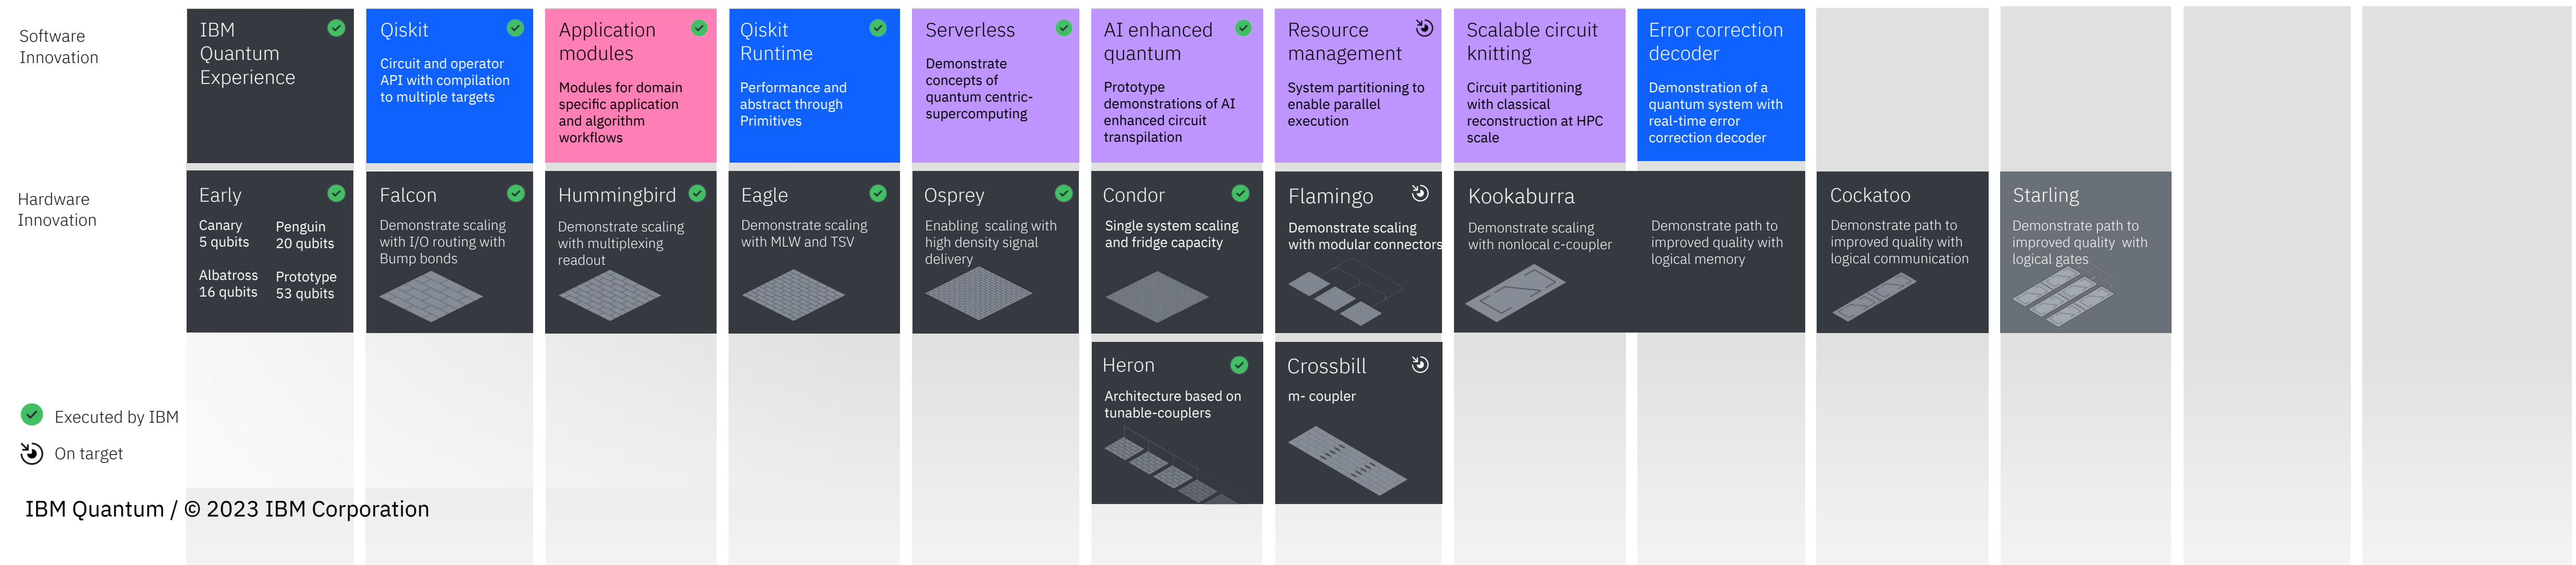 Software
Innovation
IBM
Quantum
Experience
Qiskit
Circuit and operator
API with compilation
to multiple targets
Application
modules
Modules for domain
specific application
and algorithm
workflows
Qiskit
Runtime
Performance and
abstract through
Primitives
Serverless
Demonstrate
concepts of
quantum centric-
supercomputing
AI enhanced
quantum
Prototype
demonstrations of AI
enhanced circuit
transpilation
Resource
management
System partitioning to
enable parallel
execution
Scalable circuit
knitting
Circuit partitioning
with classical
reconstruction at HPC
scale
Error correction
decoder
Demonstration of a
quantum system with
real-time error
correction decoder
Hardware
Innovation
Early
Canary
5 qubits
Penguin
20 qubits
Albatross
16 qubits
Prototype
53 qubits
Falcon
Demonstrate scaling
with I/O routing with
Bump bonds
Hummingbird
Demonstrate scaling
with multiplexing
readout
Eagle
Demonstrate scaling
with MLW and TSV
Osprey
Enabling scaling with
high density signal
delivery
Condor
Single system scaling
and fridge capacity
Flamingo
Demonstrate scaling
with modular connectors
Kookaburra
Demonstrate scaling
with nonlocal c-coupler
Demonstrate path to
improved quality with
logical memory
Cockatoo
Demonstrate path to
improved quality with
logical communication
Starling
Demonstrate path to
improved quality with
logical gates
Heron
Architecture based on
tunable-couplers
Crossbill
m- coupler
Executed by IBM
On target
IBM Quantum / © 2023 IBM Corporation